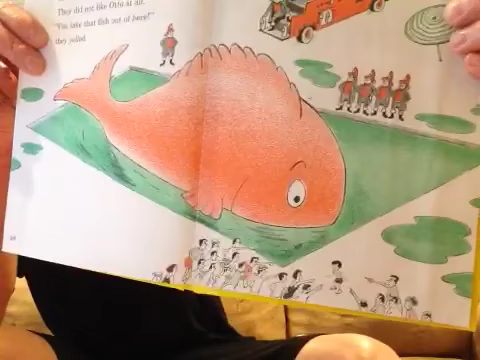 They did not like Otto at all.
"You take that fish out of here!"
they yelled.